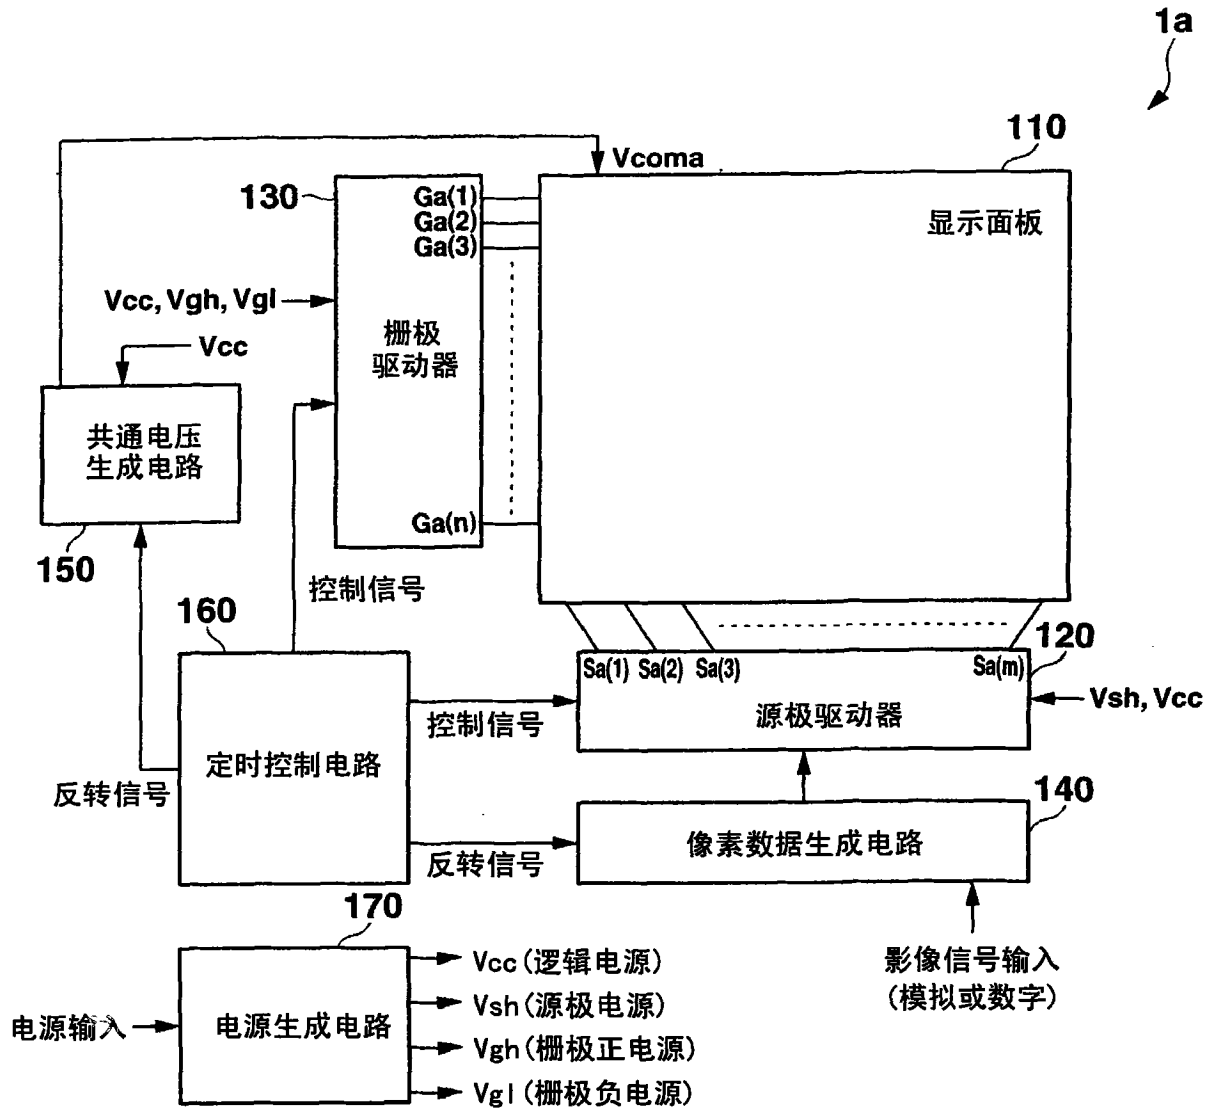 1a
110
Vcoma
130
Ga(1)
Ga(2)
Ga(3)
显示面板
Vcc, Vgh, Vgl
栅极
驱动器
Vcc
共通电压
生成电路
Ga(n)
150
控制信号
160
120
Sa(1) Sa(2) Sa(3) Sa(m)
Vsh, Vcc
控制信号
源极驱动器
定时控制电路
反转信号
140
像素数据生成电路
反转信号
170
影像信号输入
(模拟或数字)
Vcc(逻辑电源)
Vsh(源极电源)
电源输入
电源生成电路
Vgh(栅极正电源)
Vgl(栅极负电源)